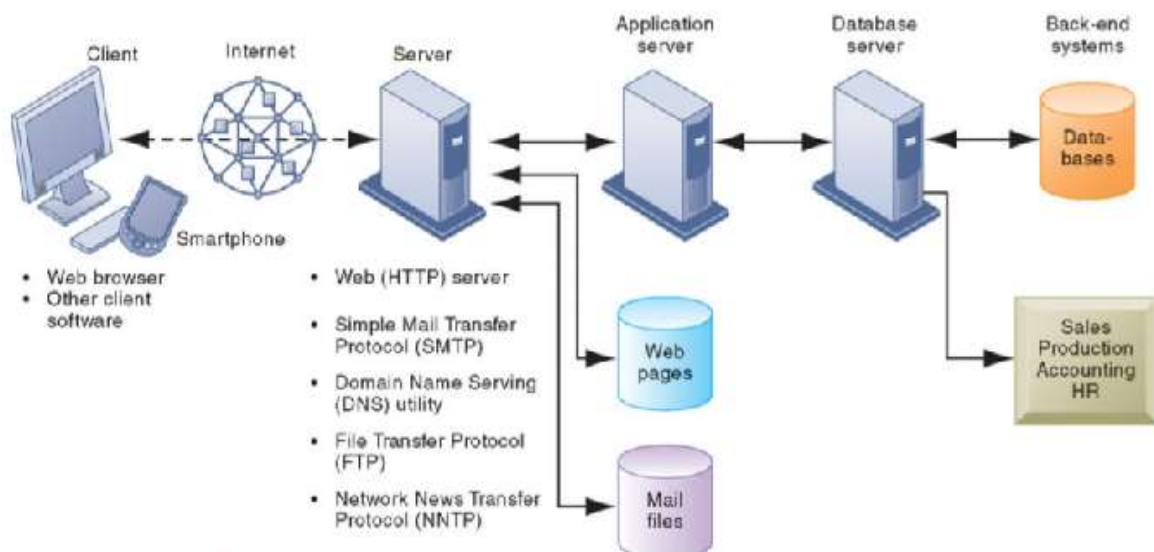 Client
Internet
Server
Application
server
Database
server
Back-end
systems
Data-
bases
Smartphone
• Web browser
• Other client
software
• Web (HTTP) server
• Simple Mail Transfer
Protocol (SMTP)
• Domain Name Serving
(DNS) utility
• File Transfer Protocol
(FTP)
• Network News Transfer
Protocol (NNTP)
Web
pages
Mail
files
Sales
Production
Accounting
HR